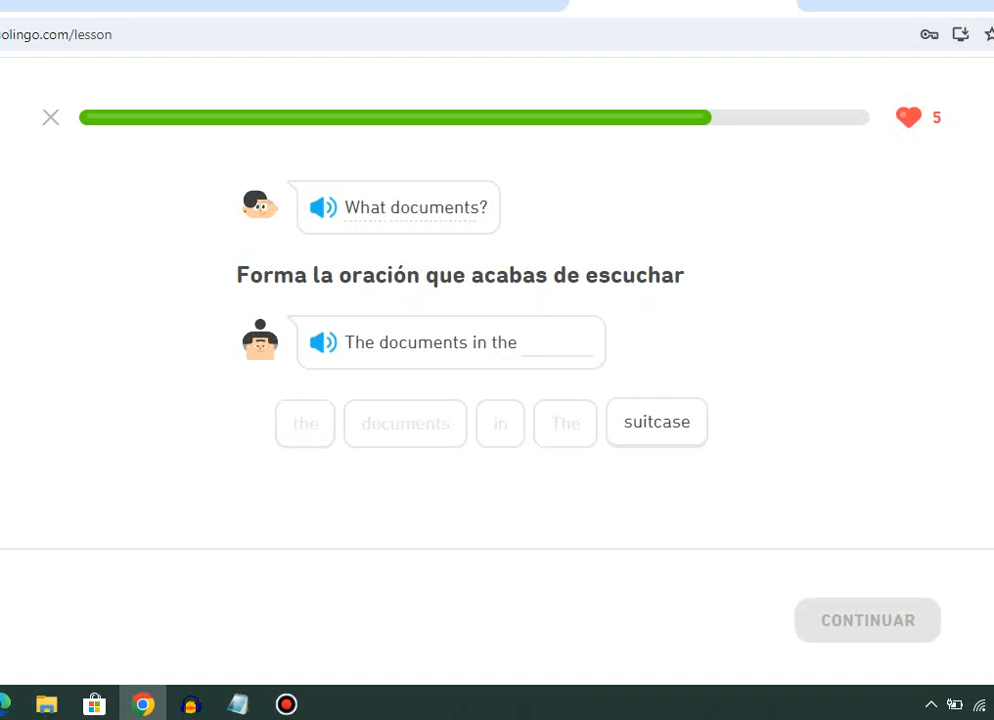 olingo.com/lesson
5
What documents?
Forma la oración que acabas de escuchar
The documents in the
the documents in The suitcase
CONTINUAR